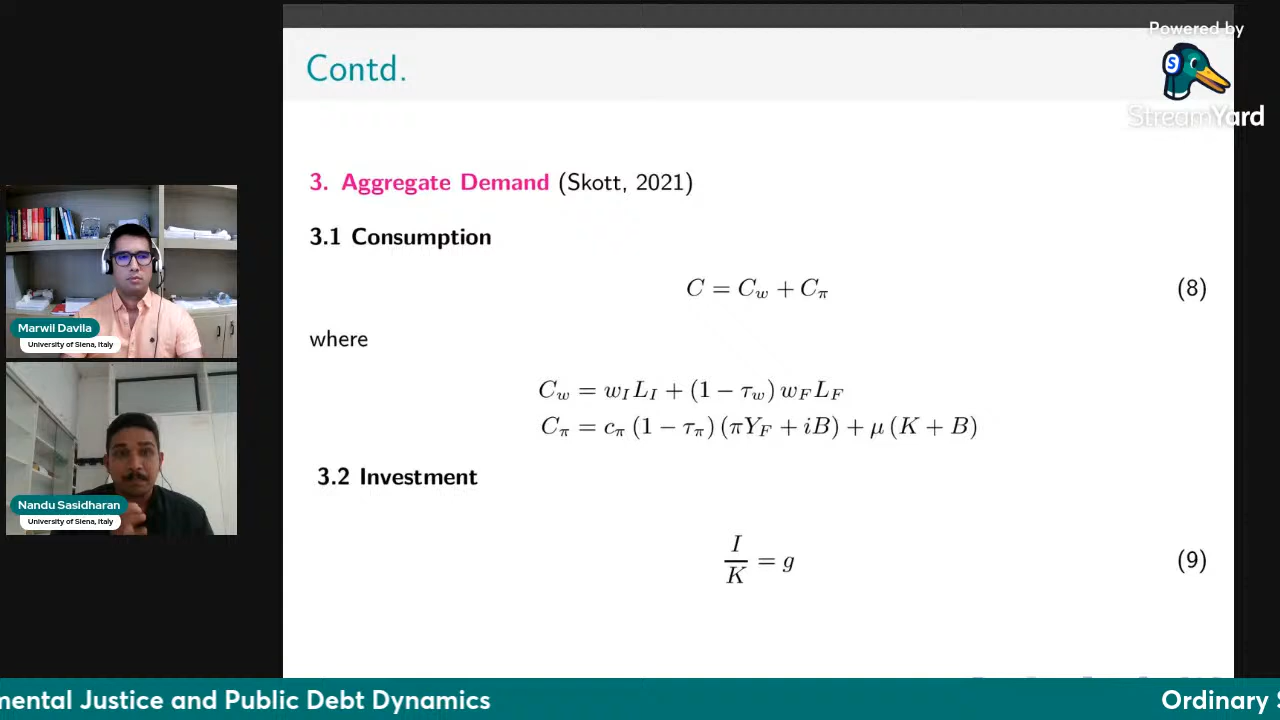 Powered by
S
StreamYard
Contd.
3. Aggregate Demand (Skott, 2021)
3.1 Consumption
C = C_w + C_π (8)
where
C_w = w_I L_I + (1 − τ_w) w_F L_F
C_π = c_π (1 − τ_π) (πY_F + iB) + μ (K + B)
3.2 Investment
I/K = g (9)
Marwil Davila
University of Siena, Italy
Nandu Sasidharan
University of Siena, Italy
mental Justice and Public Debt Dynamics
Ordinary S